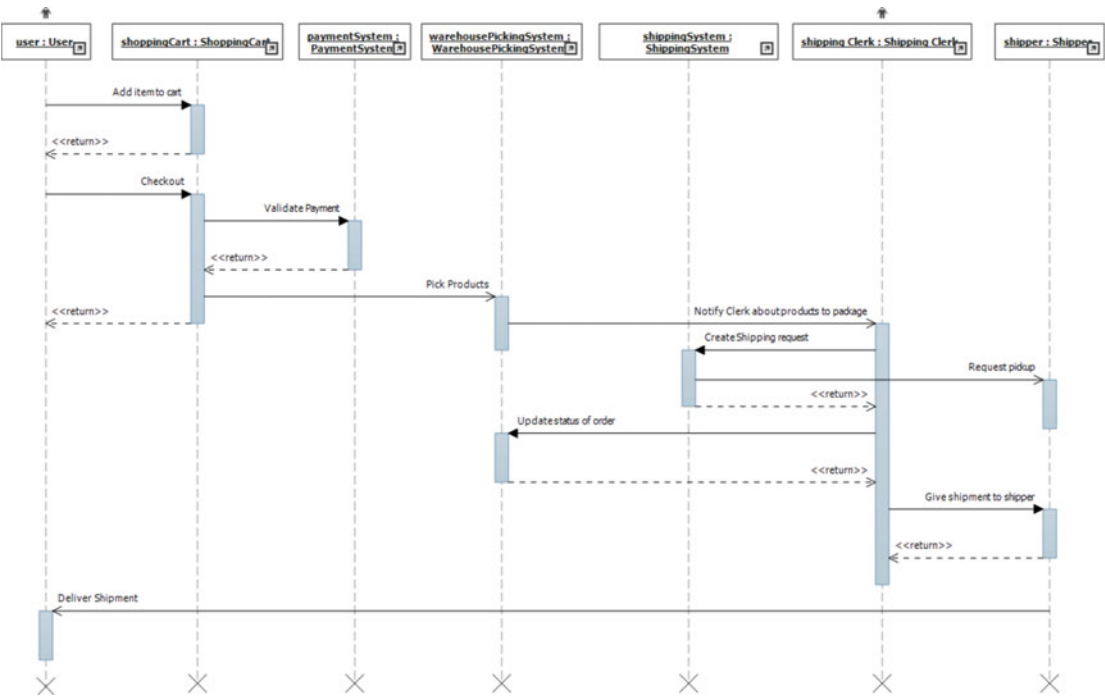 user : User
shoppingCart : ShoppingCart
paymentSystem :
PaymentSystem
warehousePickingSystem :
WarehousePickingSystem
shippingSystem :
ShippingSystem
shipping Clerk : Shipping Clerk
shipper : Shipper
Add item to cart
<<return>>
Checkout
Validate Payment
<<return>>
Pick Products
<<return>>
Notify Clerk about products to package
Create Shipping request
Request pickup
<<return>>
Update status of order
<<return>>
Give shipment to shipper
<<return>>
Deliver Shipment